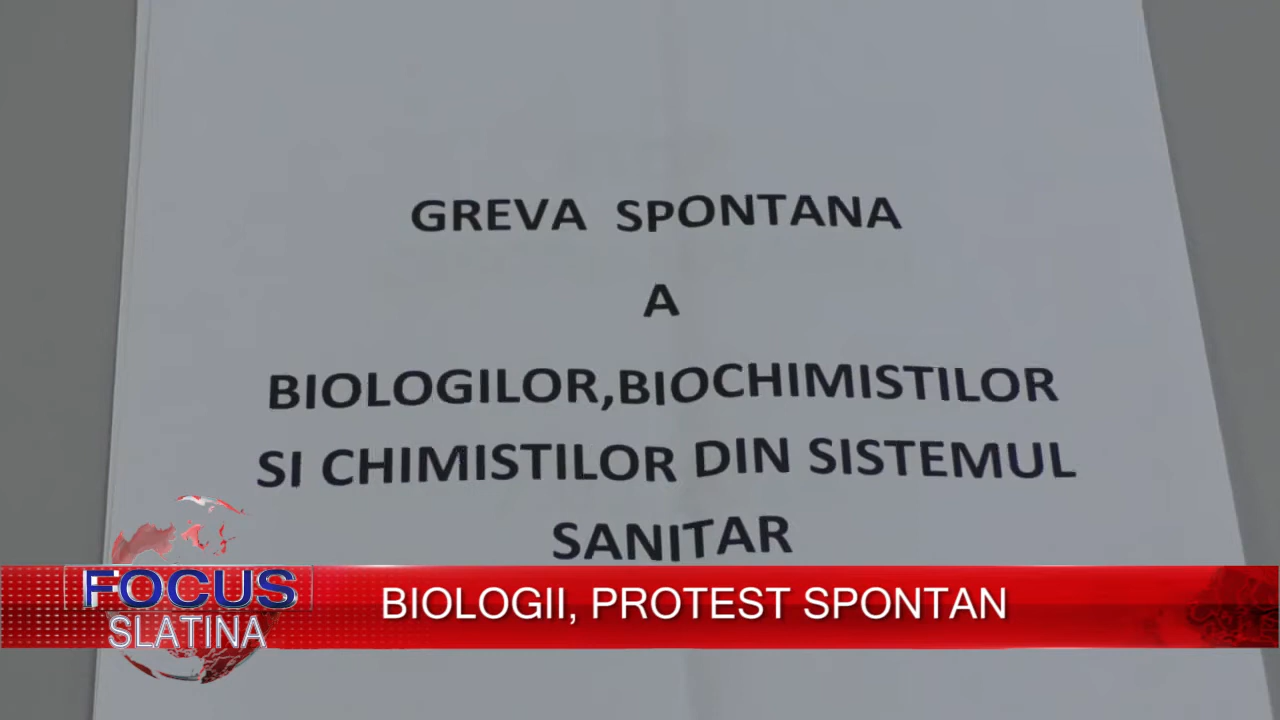 GREVA SPONTANA
A
BIOLOGILOR,BIOCHIMISTILOR
SI CHIMISTILOR DIN SISTEMUL
SANITAR
FOCUS
SLATINA
BIOLOGII, PROTEST SPONTAN